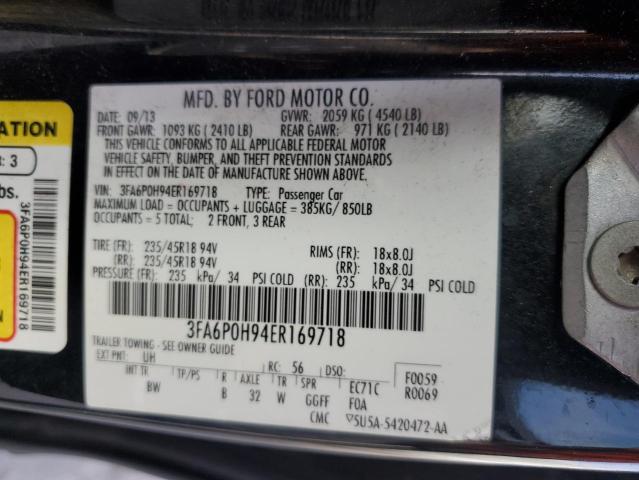 MFD. BY FORD MOTOR CO.
DATE: 09/13 GVWR: 2059 KG (4540 LB)
FRONT GAWR: 1093 KG (2410 LB) REAR GAWR: 971 KG (2140 LB)
THIS VEHICLE CONFORMS TO ALL APPLICABLE FEDERAL MOTOR
VEHICLE SAFETY, BUMPER, AND THEFT PREVENTION STANDARDS
IN EFFECT ON THE DATE OF MANUFACTURE SHOWN ABOVE.
VIN: 3FA6P0H94ER169718 TYPE: Passenger Car
MAXIMUM LOAD = OCCUPANTS + LUGGAGE = 385KG/ 850LB
OCCUPANTS = 5 TOTAL: 2 FRONT, 3 REAR
TIRE (FR): 235/45R18 94V RIMS (FR): 18x8.0J
(RR): 235/45R18 94V (RR): 18x8.0J
PRESSURE (FR): 235 kPa/ 34 PSI COLD (RR): 235 kPa/ 34 PSI COLD
3FA6P0H94ER169718
TRAILER TOWING - SEE OWNER GUIDE
EXT PNT: UH RC: 56 DSO: F0059
INT TR TP/PS R AXLE TR SPR EC71C R0069
BW B 32 W GGFF F0A
CMC 5U5A-5420472-AA
ATION
: 3
bs.
3FA6P0H94ER169718
N